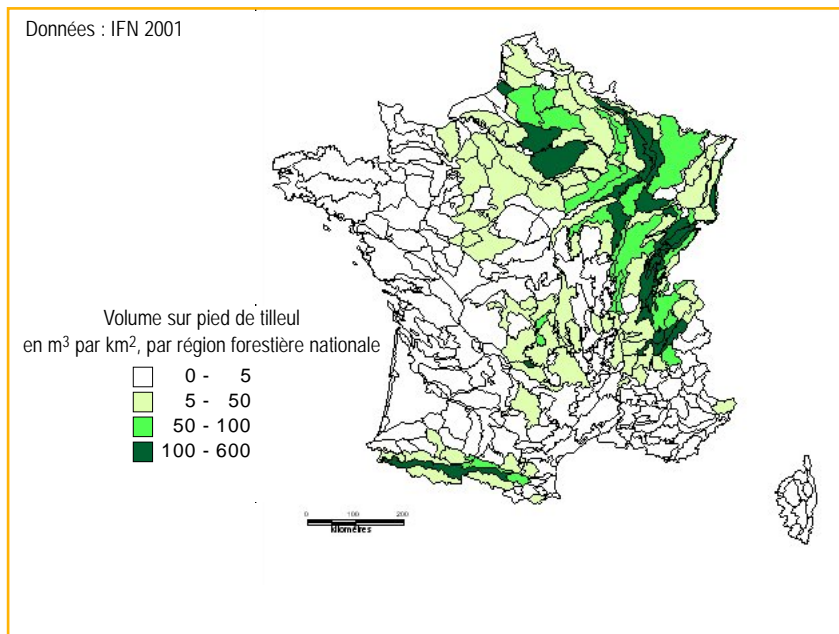 Données : IFN 2001
Volume sur pied de tilleul
en m³ par km², par région forestière nationale
0 - 5
5 - 50
50 - 100
100 - 600
0 100 200
kilomètres